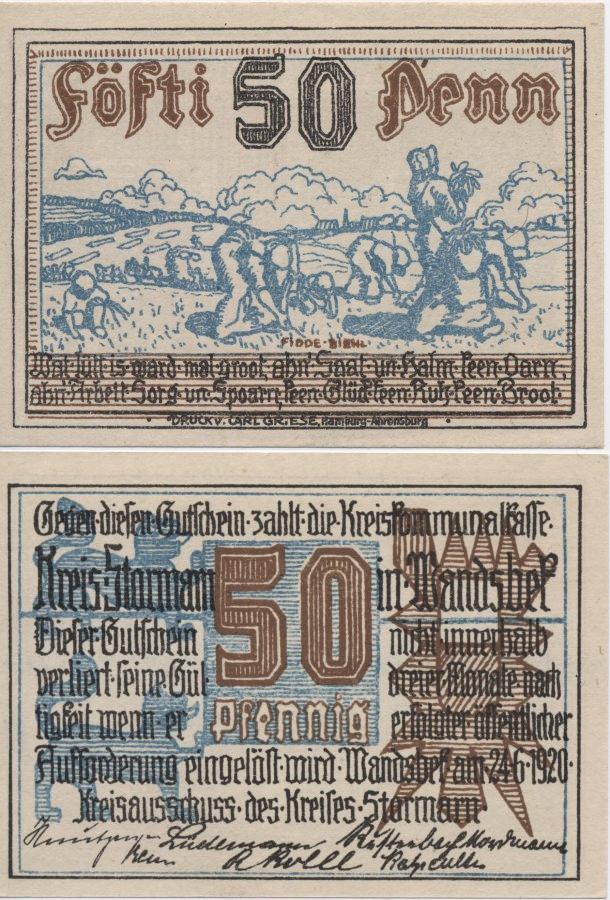 Föfti 50 Penn
FIDDE BIEHL
Wat lütt is ward mal groot, ahn' Saat un Halm keen Oarn,
ahn' Arbeit Sorg un Spoarn, keen Glück keen Ruh keen Broot.
DRUCK V. CARL GRIESE, Hamburg-Ahrensburg
Gegen diesen Gutschein zahlt die Kreiskommunalkasse
Kreis Stormarn in Wandsbek
50
Dieser Gutschein nicht innerhalb
verliert seine Gül dreier Monate nach
tigkeit wenn er erfolgter öffentlicher
Pfennig
Aufforderung eingelöst wird. Wandsbek am 24.6.1920.
Kreisausschuss des Kreises Stormarn
Lüdemann